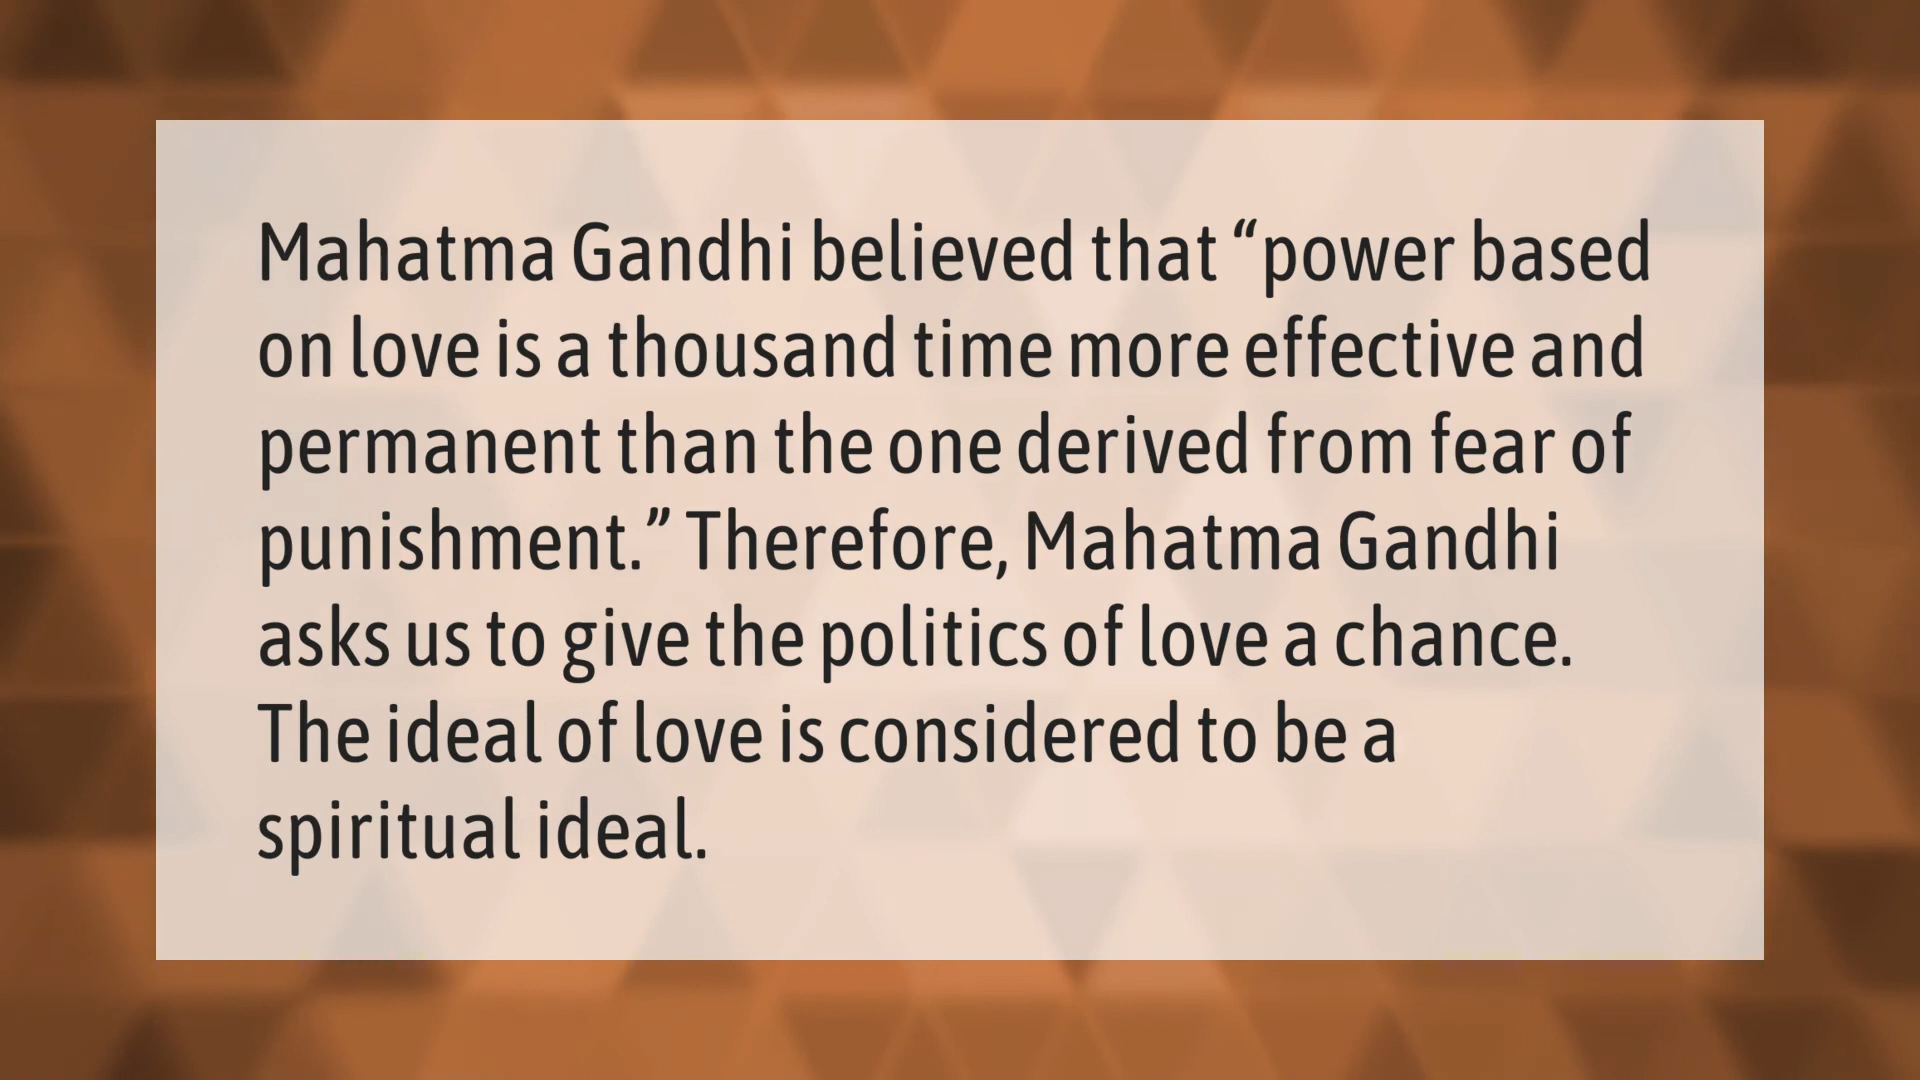 Mahatma Gandhi believed that “power based
on love is a thousand time more effective and
permanent than the one derived from fear of
punishment.” Therefore, Mahatma Gandhi
asks us to give the politics of love a chance.
The ideal of love is considered to be a
spiritual ideal.